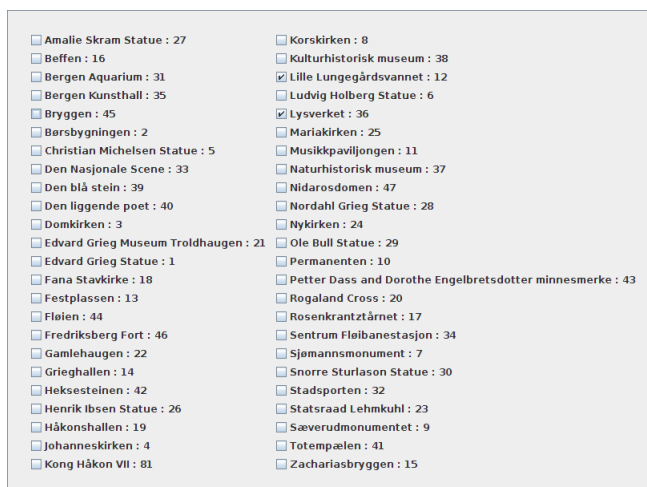 Amalie Skram Statue : 27
Beffen : 16
Bergen Aquarium : 31
Bergen Kunsthall : 35
Bryggen : 45
Børsbygningen : 2
Christian Michelsen Statue : 5
Den Nasjonale Scene : 33
Den blå stein : 39
Den liggende poet : 40
Domkirken : 3
Edvard Grieg Museum Troldhaugen : 21
Edvard Grieg Statue : 1
Fana Stavkirke : 18
Festplassen : 13
Fløien : 44
Fredriksberg Fort : 46
Gamlehaugen : 22
Grieghallen : 14
Heksesteinen : 42
Henrik Ibsen Statue : 26
Håkonshallen : 19
Johanneskirken : 4
Kong Håkon VII : 81
Korskirken : 8
Kulturhistorisk museum : 38
Lille Lungegårdsvannet : 12
Ludvig Holberg Statue : 6
Lysverket : 36
Mariakirken : 25
Musikkpaviljongen : 11
Naturhistorisk museum : 37
Nidarosdomen : 47
Nordahl Grieg Statue : 28
Nykirken : 24
Ole Bull Statue : 29
Permanenten : 10
Petter Dass and Dorothe Engelbretsdotter minnesmerke : 43
Rogaland Cross : 20
Rosenkrantztårnet : 17
Sentrum Fløibanestasjon : 34
Sjømannsmonument : 7
Snorre Sturlason Statue : 30
Stadsporten : 32
Statsraad Lehmkuhl : 23
Sæverudmonumentet : 9
Totempælen : 41
Zachariasbryggen : 15